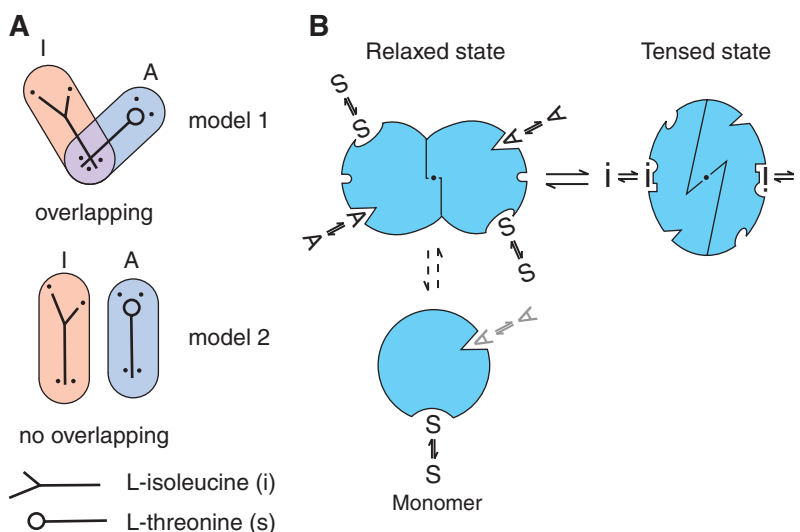 A
I
A
model 1
overlapping
I
A
model 2
no overlapping
L-isoleucine (i)
L-threonine (s)
B
Relaxed state
Tensed state
S
S
A
A
i
i
i
A
A
S
S
A
A
S
S
Monomer